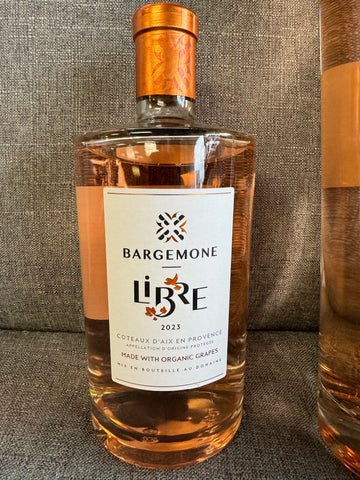 BARGEMONE
LiBRE
2023
COTEAUX D'AIX EN PROVENCE
APPELLATION D'ORIGINE PROTÉGÉE
MADE WITH ORGANIC GRAPES
MIS EN BOUTEILLE AU DOMAINE